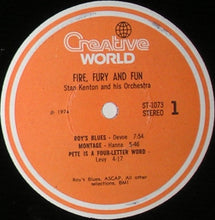 Creative
WORLD
FIRE, FURY AND FUN
Stan Kenton and his Orchestra
ST-1073
℗ 1974
STEREO 1
ROY'S BLUES - Devoe 7:54
MONTAGE - Hanna 5:46
PETE IS A FOUR-LETTER WORD -
Levy 4:17
Roy's Blues, ASCAP. All other
selections, BMI